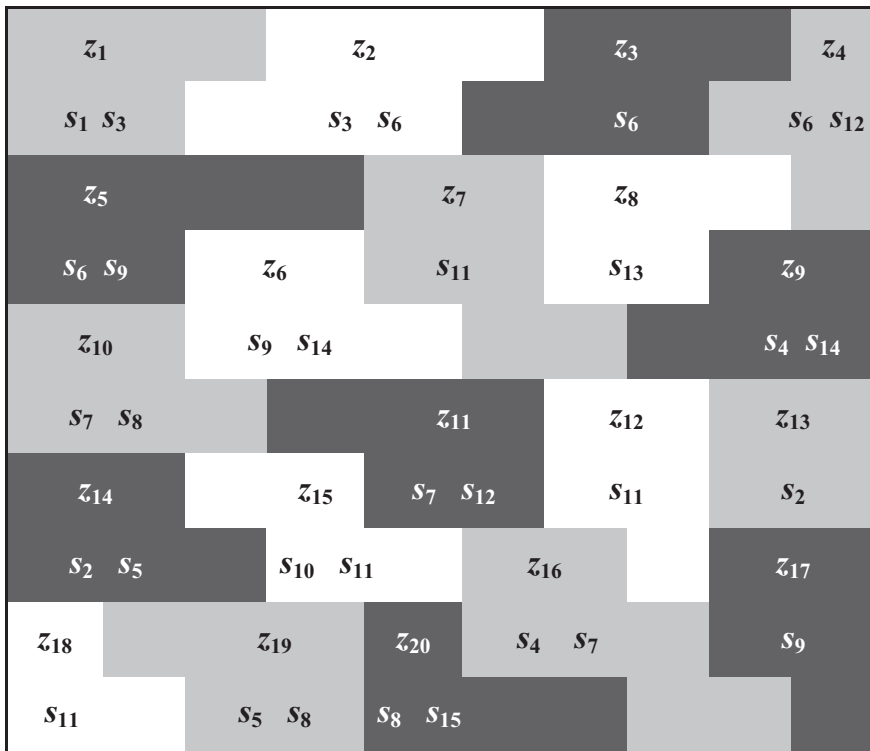 z1 z2 z3 z4
s1 s3 s3 s6 s6 s6 s12
z5 z7 z8
s6 s9 z6 s11 s13 z9
z10 s9 s14 s4 s14
s7 s8 z11 z12 z13
z14 z15 s7 s12 s11 s2
s2 s5 s10 s11 z16 z17
z18 z19 z20 s4 s7 s9
s11 s5 s8 s8 s15